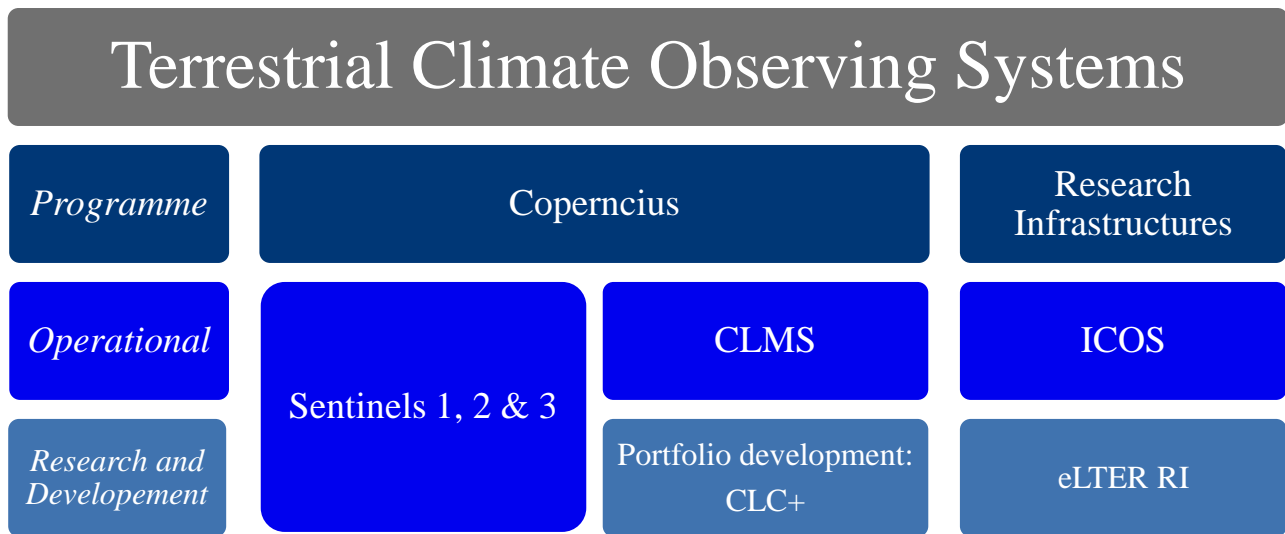 Terrestrial Climate Observing Systems
Programme
Coperncius
Research
Infrastructures
Operational
Sentinels 1, 2 & 3
CLMS
ICOS
Research and
Developement
Portfolio development:
CLC+
eLTER RI